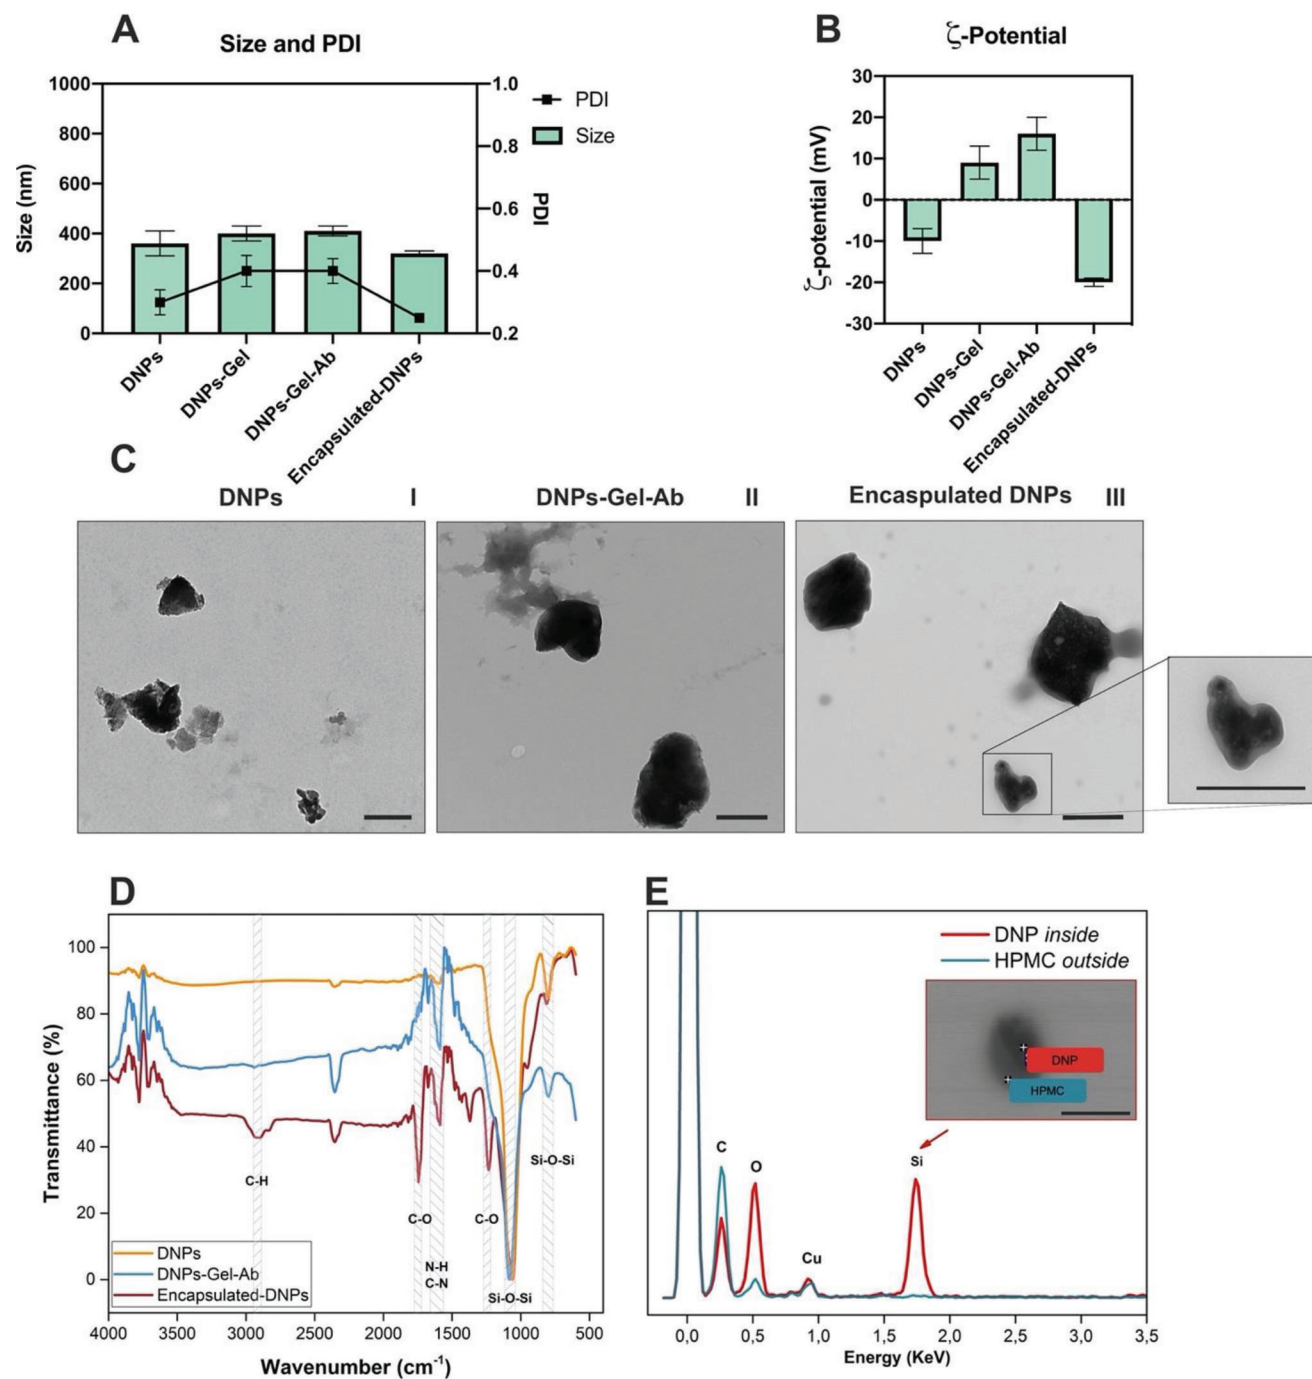 A
Size and PDI
1000
800
600
400
200
0
Size (nm)
1.0
0.8
0.6
0.4
0.2
PDI
PDI
Size
DNPs
DNPs-Gel
DNPs-Gel-Ab
Encapsulated-DNPs
B
ζ-Potential
30
20
10
0
-10
-20
-30
ζ-potential (mV)
DNPs
DNPs-Gel
DNPs-Gel-Ab
Encapsulated-DNPs
C
DNPs I
DNPs-Gel-Ab II
Encaspulated DNPs III
D
100
80
60
40
20
0
Transmittance (%)
C-H
C-O
N-H
C-N
C-O
Si-O-Si
Si-O-Si
DNPs
DNPs-Gel-Ab
Encapsulated-DNPs
4000 3500 3000 2500 2000 1500 1000 500
Wavenumber (cm⁻¹)
E
DNP inside
HPMC outside
DNP
HPMC
C
O
Cu
Si
0,0 0,5 1,0 1,5 2,0 2,5 3,0 3,5
Energy (KeV)